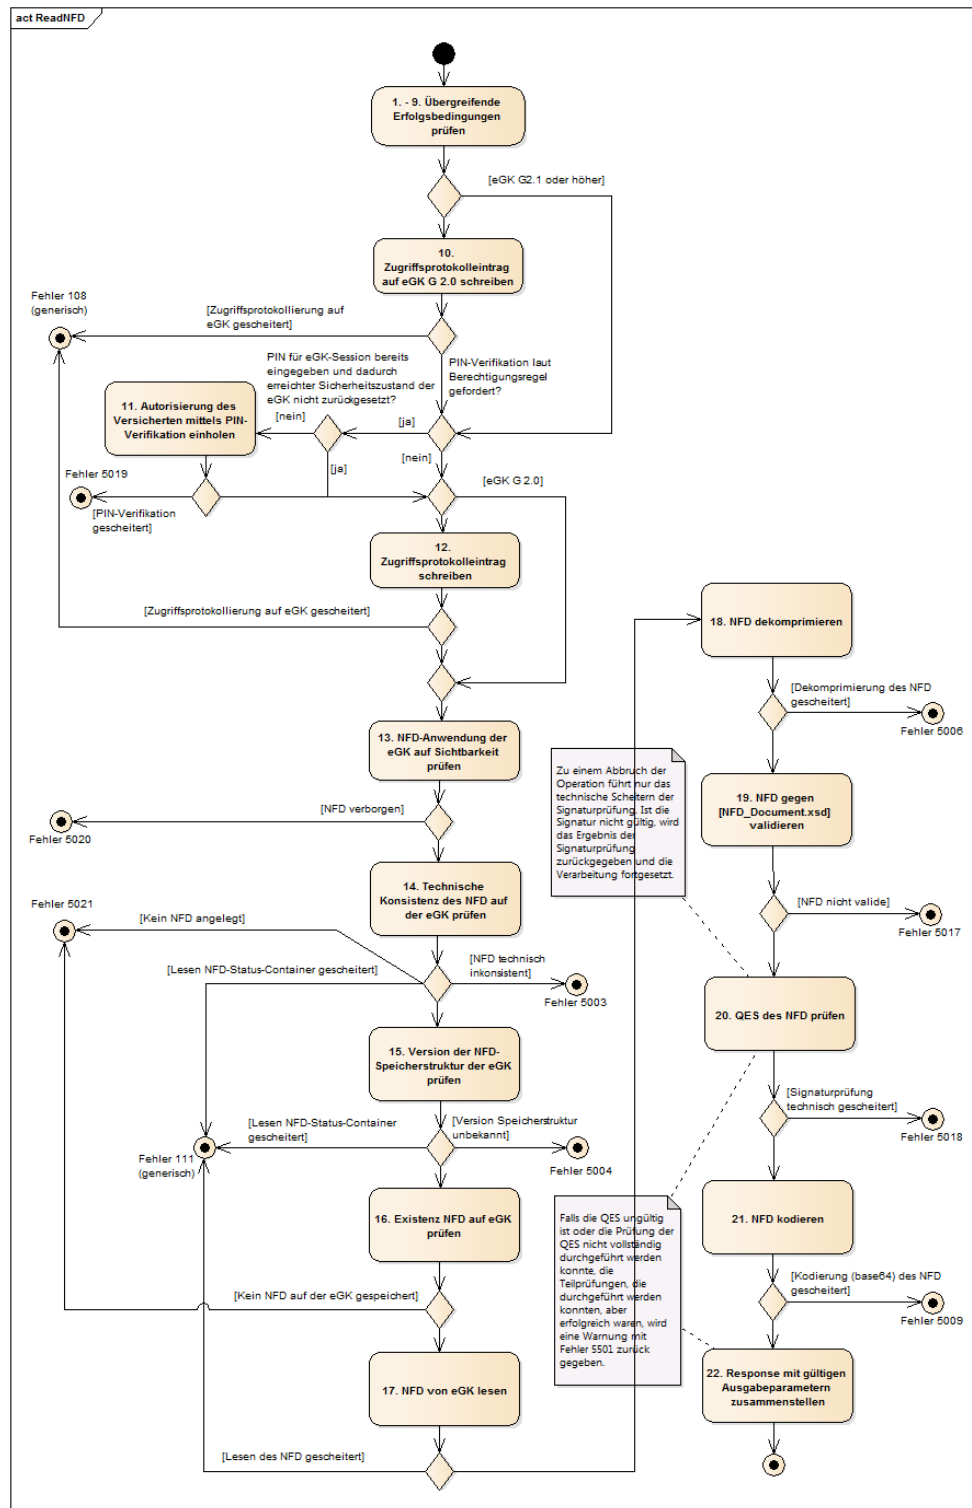 act ReadNFD
1. - 9. Übergreifende
Erfolgsbedingungen
prüfen
[eGK G2.1 oder höher]
10.
Zugriffsprotokolleintrag
auf eGK G 2.0 schreiben
Fehler 108
(generisch)
[Zugriffsprotokollierung auf
eGK gescheitert]
PIN für eGK-Session bereits
eingegeben und dadurch
erreichter Sicherheitszustand der
eGK nicht zurückgesetzt?
PIN-Verifikation laut
Berechtigungsregel
gefordert?
11. Autorisierung des
Versicherten mittels PIN-
Verifikation einholen
[nein]
[ja]
[nein]
[ja]
Fehler 5019
[PIN-Verifikation
gescheitert]
[eGK G 2.0]
12.
Zugriffsprotokolleintrag
schreiben
[Zugriffsprotokollierung auf eGK gescheitert]
13. NFD-Anwendung der
eGK auf Sichtbarkeit
prüfen
[NFD verborgen]
Fehler 5020
14. Technische
Konsistenz des NFD auf
der eGK prüfen
Fehler 5021
[Kein NFD angelegt]
[Lesen NFD-Status-Container gescheitert]
[NFD technisch
inkonsistent]
Fehler 5003
15. Version der NFD-
Speicherstruktur der eGK
prüfen
[Lesen NFD-Status-Container
gescheitert]
[Version Speicherstruktur
unbekannt]
Fehler 111
(generisch)
Fehler 5004
16. Existenz NFD auf eGK
prüfen
[Kein NFD auf der eGK gespeichert]
17. NFD von eGK lesen
[Lesen des NFD gescheitert]
18. NFD dekomprimieren
[Dekomprimierung des NFD
gescheitert]
Fehler 5006
Zu einem Abbruch der
Operation führt nur das
technische Scheitern der
Signaturprüfung. Ist die
Signatur nicht gültig, wird
das Ergebnis der
Signaturprüfung
zurückgegeben und die
Verarbeitung fortgesetzt.
19. NFD gegen
[NFD_Document.xsd]
validieren
[NFD nicht valide]
Fehler 5017
20. QES des NFD prüfen
[Signaturprüfung
technisch gescheitert]
Fehler 5018
Falls die QES ungültig
ist oder die Prüfung der
QES nicht vollständig
durchgeführt werden
konnte, die
Teilprüfungen, die
durchgeführt werden
konnten, aber
erfolgreich waren, wird
eine Warnung mit
Fehler 5501 zurück
gegeben.
21. NFD kodieren
[Kodierung (base64) des NFD
gescheitert]
Fehler 5009
22. Response mit gültigen
Ausgabeparametern
zusammenstellen